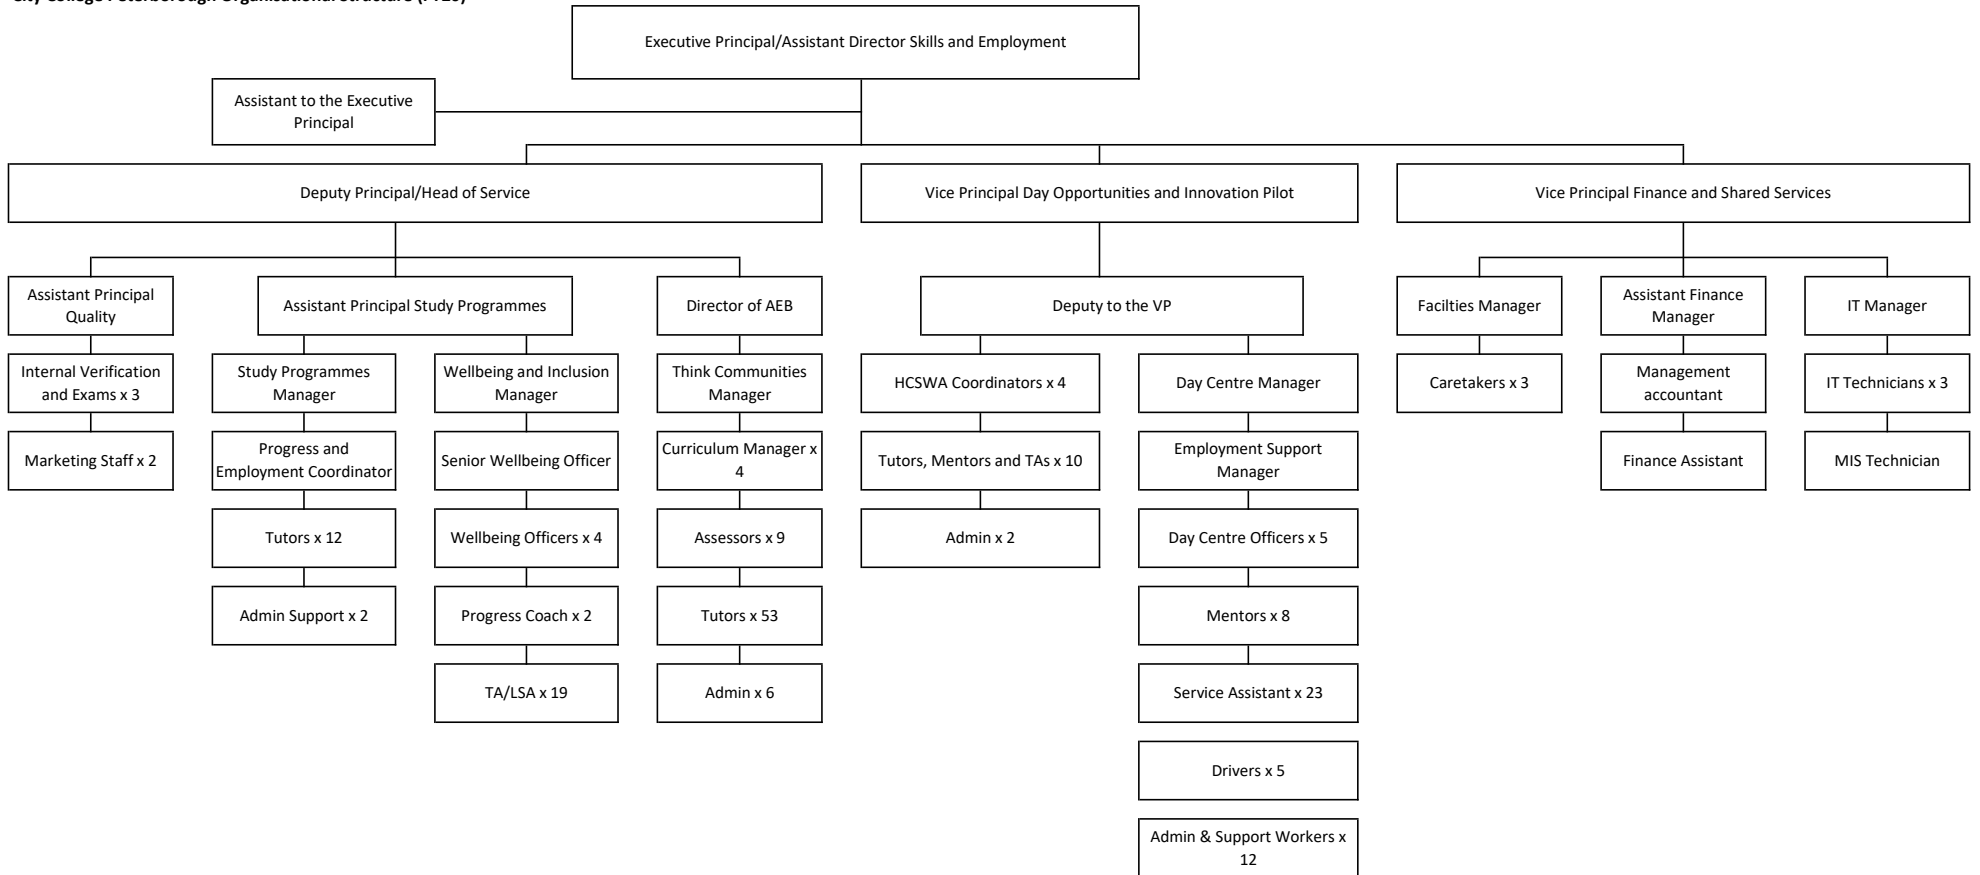 Executive Principal/Assistant Director Skills and Employment
Assistant to the Executive
Principal
Deputy Principal/Head of Service
Vice Principal Day Opportunities and Innovation Pilot
Vice Principal Finance and Shared Services
Assistant Principal
Quality
Assistant Principal Study Programmes
Director of AEB
Deputy to the VP
Facilties Manager
Assistant Finance
Manager
IT Manager
Internal Verification
and Exams x 3
Study Programmes
Manager
Wellbeing and Inclusion
Manager
Think Communities
Manager
HCSWA Coordinators x 4
Day Centre Manager
Caretakers x 3
Management
accountant
IT Technicians x 3
Marketing Staff x 2
Progress and
Employment Coordinator
Senior Wellbeing Officer
Curriculum Manager x
4
Tutors, Mentors and TAs x 10
Employment Support
Manager
Finance Assistant
MIS Technician
Tutors x 12
Wellbeing Officers x 4
Assessors x 9
Admin x 2
Day Centre Officers x 5
Admin Support x 2
Progress Coach x 2
Tutors x 53
Mentors x 8
TA/LSA x 19
Admin x 6
Service Assistant x 23
Drivers x 5
Admin & Support Workers x
12